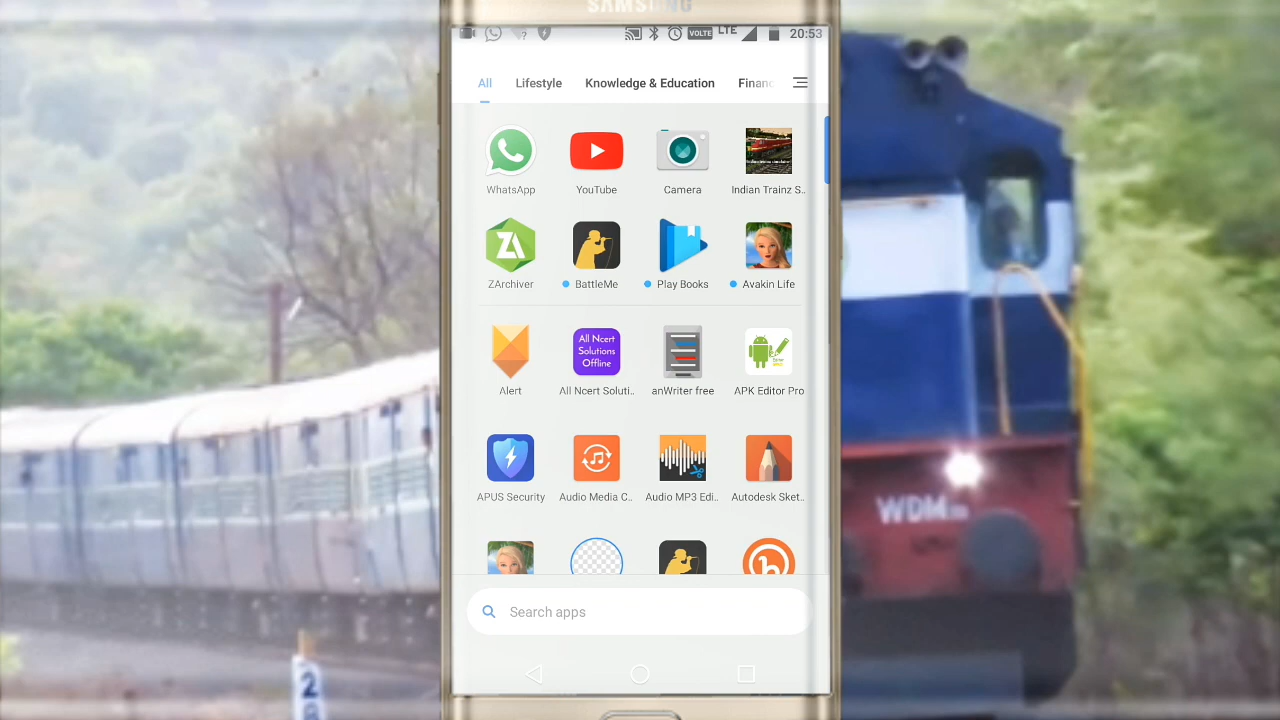 SAMSUNG
VOLTE LTE 20:53
All Lifestyle Knowledge & Education Financ
WhatsApp YouTube Camera Indian Trainz S..
ZA
ZArchiver BattleMe Play Books Avakin Life
All Ncert
Solutions
Offline
Alert All Ncert Soluti.. anWriter free APK Editor Pro
APUS Security Audio Media C.. Audio MP3 Edi.. Autodesk Sket..
Search apps
WDM
2